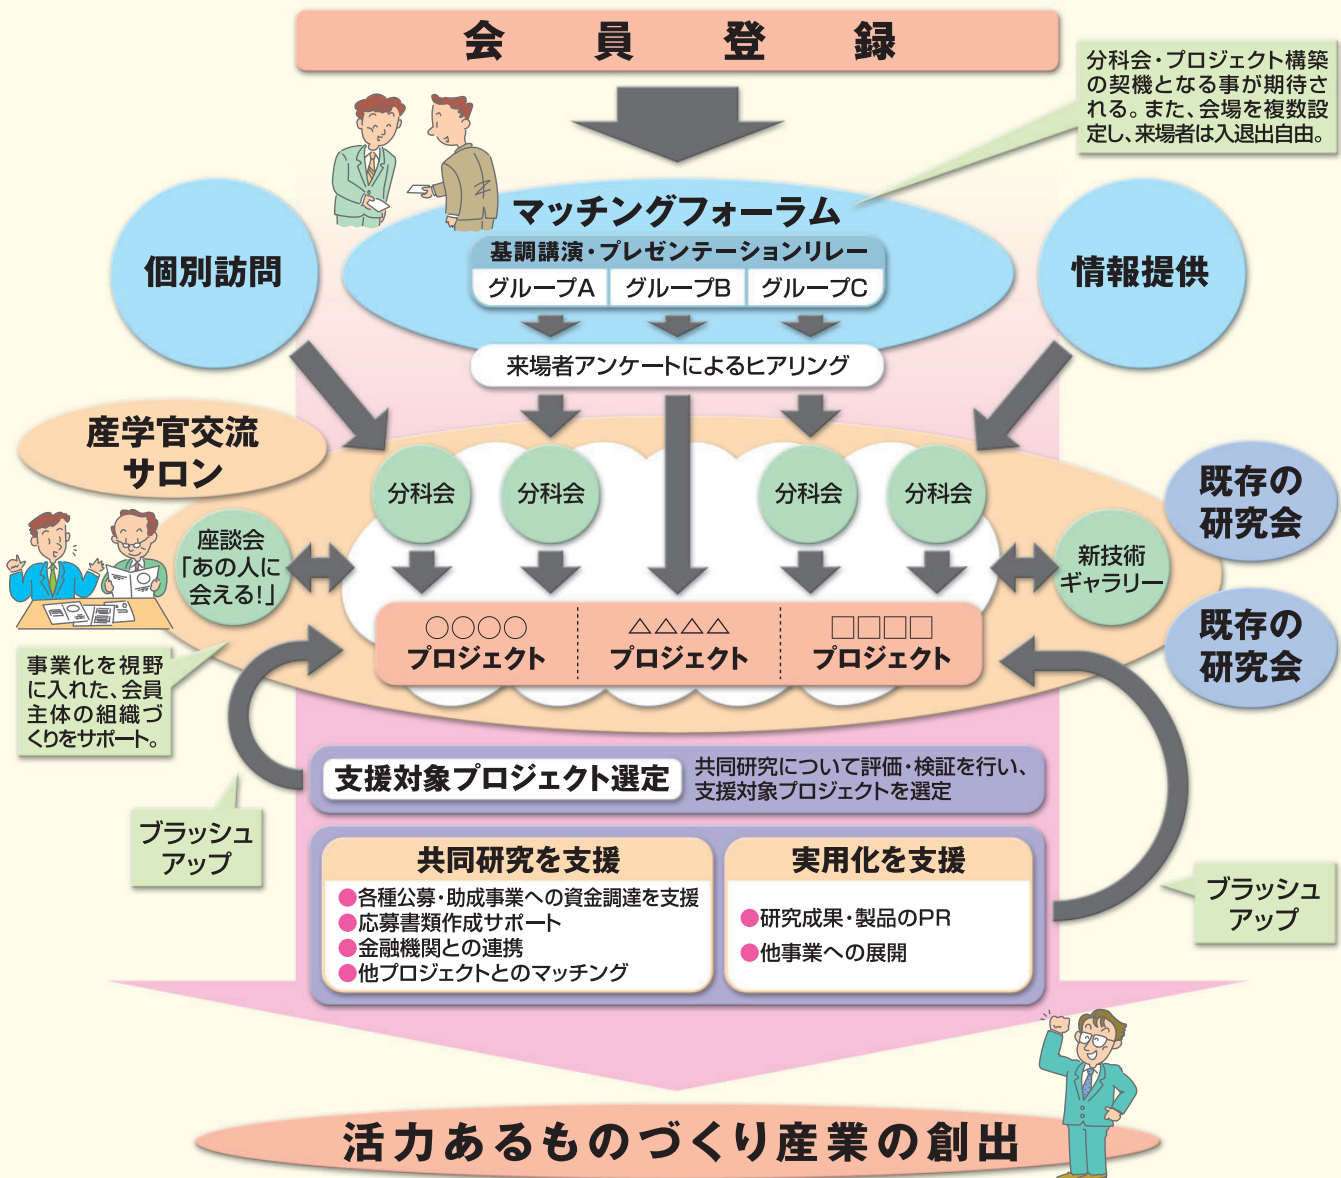 会員登録
分科会・プロジェクト構築
の契機となる事が期待さ
れる。また、会場を複数設
定し、来場者は入退出自由。
マッチングフォーラム
基調講演・プレゼンテーションリレー
グループA
グループB
グループC
個別訪問
情報提供
来場者アンケートによるヒアリング
産学官交流
サロン
分科会
分科会
分科会
分科会
既存の
研究会
座談会
「あの人に
会える!」
新技術
ギャラリー
既存の
研究会
○○○○
プロジェクト
△△△△
プロジェクト
□□□□
プロジェクト
事業化を視野
に入れた、会員
主体の組織づ
くりをサポート。
支援対象プロジェクト選定
共同研究について評価・検証を行い、
支援対象プロジェクトを選定
ブラッシュ
アップ
共同研究を支援
●各種公募・助成事業への資金調達を支援
●応募書類作成サポート
●金融機関との連携
●他プロジェクトとのマッチング
実用化を支援
●研究成果・製品のPR
●他事業への展開
ブラッシュ
アップ
活力あるものづくり産業の創出